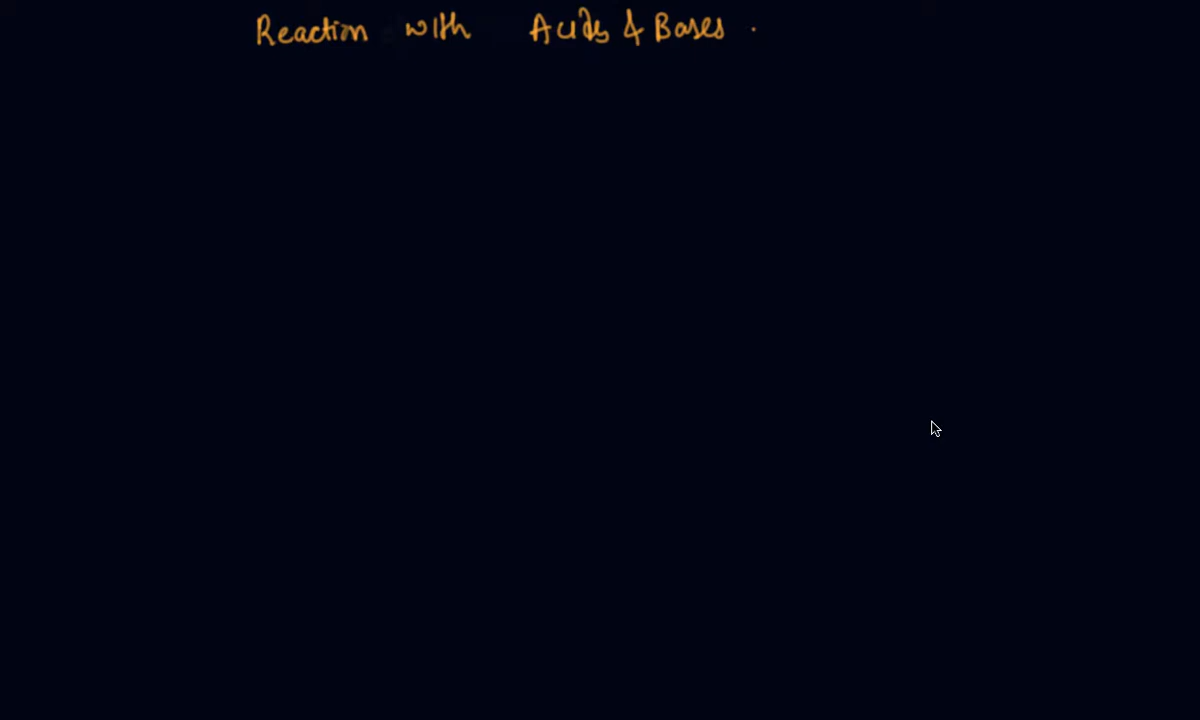 Reaction with Acids & Bases .